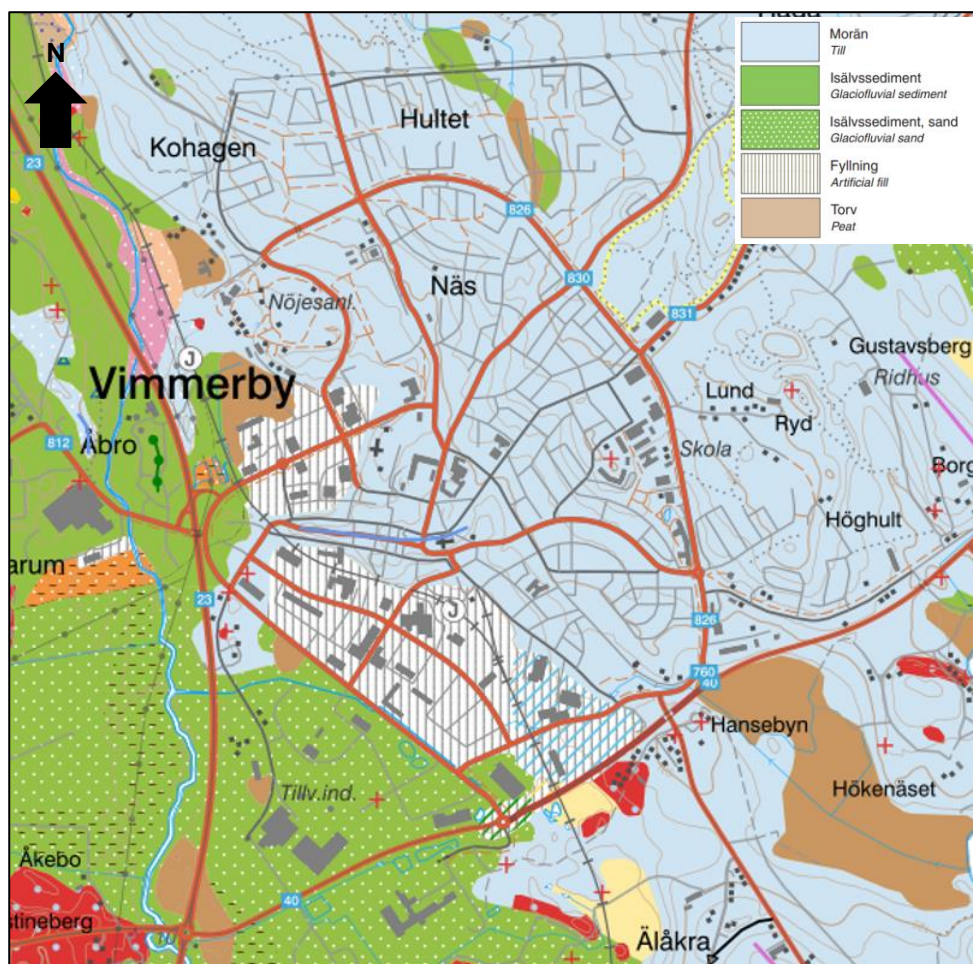 N
Morän
Till
Isälvssediment
Glaciofluvial sediment
Isälvssediment, sand
Glaciofluvial sand
Fyllning
Artificial fill
Torv
Peat
Hultet
Kohagen
23
826
Näs
830
Nöjesanl.
831
J
Gustavsberg
Ridhus
Vimmerby
Lund
Ryd
812
Åbro
Skola
Borg
Höghult
arum
23
J
826
760
40
Hansebyn
Tillv.ind.
Hökenäset
Åkebo
40
stineberg
Älåkra